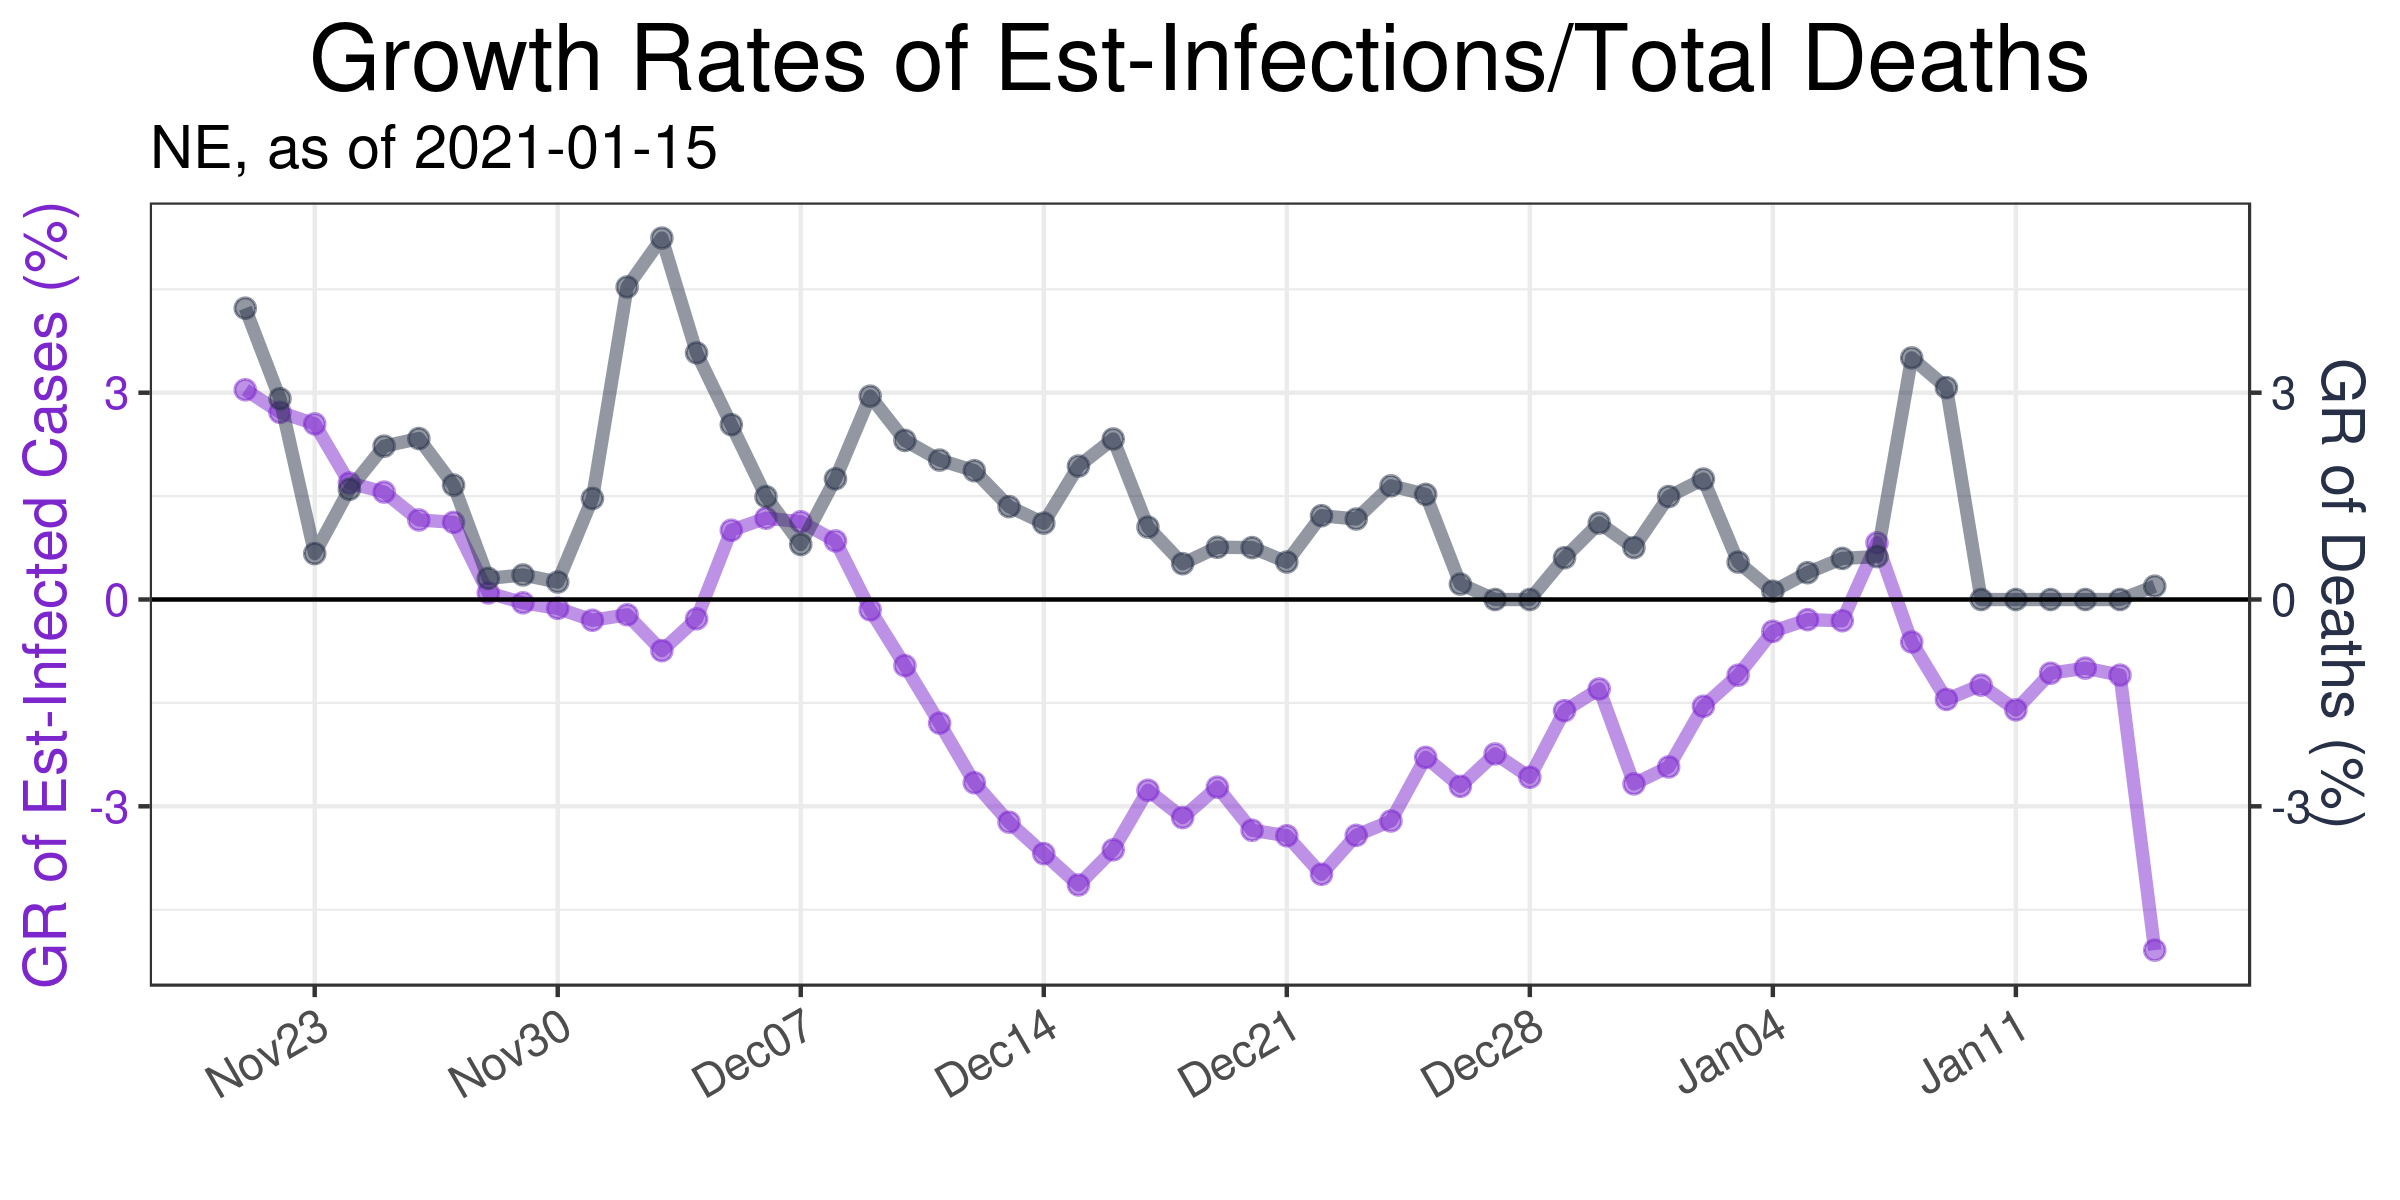 Growth Rates of Est-Infections/Total Deaths
NE, as of 2021-01-15
GR of Est-Infected Cases (%)
3
0
-3
3
0
-3
GR of Deaths (%)
Nov23
Nov30
Dec07
Dec14
Dec21
Dec28
Jan04
Jan11